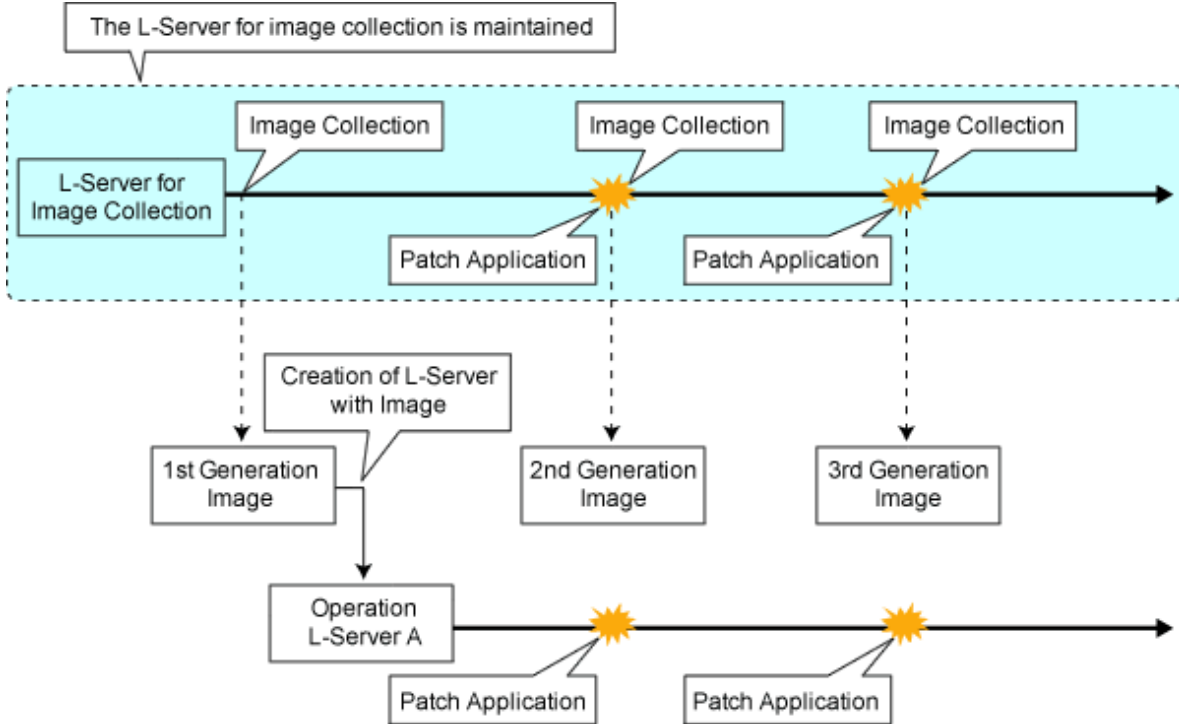 The L-Server for image collection is maintained
Image Collection
Image Collection
Image Collection
L-Server for
Image Collection
Patch Application
Patch Application
Creation of L-Server
with Image
1st Generation
Image
2nd Generation
Image
3rd Generation
Image
Operation
L-Server A
Patch Application
Patch Application